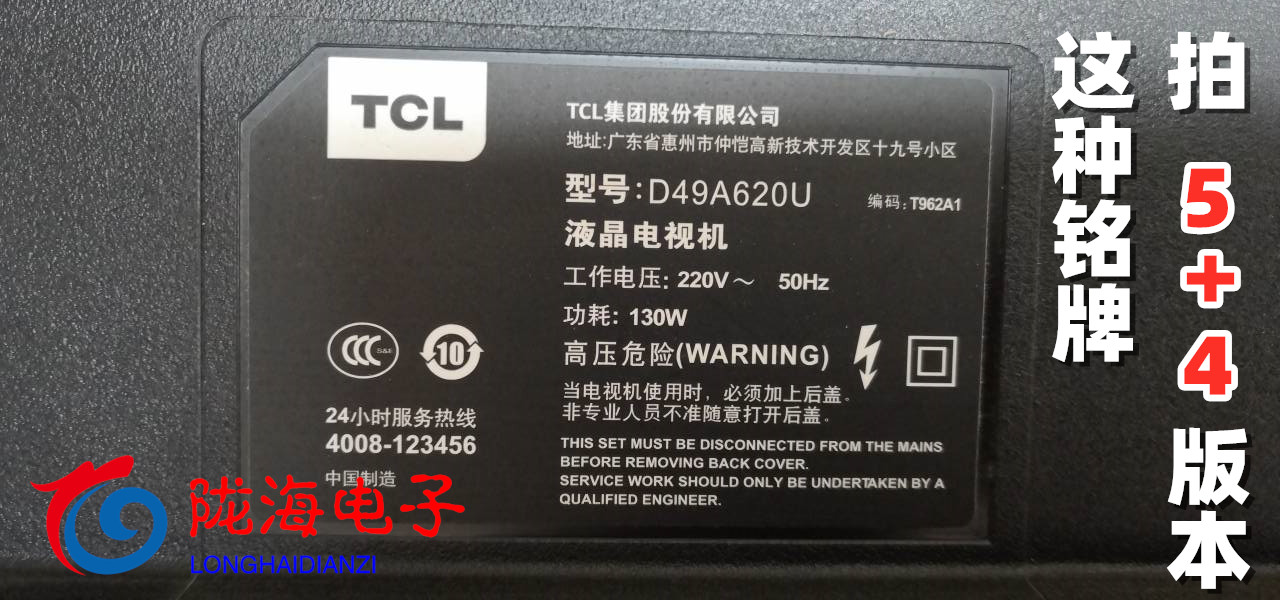 TCL
TCL集团股份有限公司
地址:广东省惠州市仲恺高新技术开发区十九号小区
型号:D49A620U
编码:T962A1
液晶电视机
工作电压: 220V～ 50Hz
功耗: 130W
高压危险(WARNING)
当电视机使用时，必须加上后盖。
非专业人员不准随意打开后盖。
THIS SET MUST BE DISCONNECTED FROM THE MAINS
BEFORE REMOVING BACK COVER.
SERVICE WORK SHOULD ONLY BE UNDERTAKEN BY A
QUALIFIED ENGINEER.
CCC S&E
10
24小时服务热线
4008-123456
中国制造
陇海电子
LONGHAIDIANZI
这种铭牌
拍5+4版本